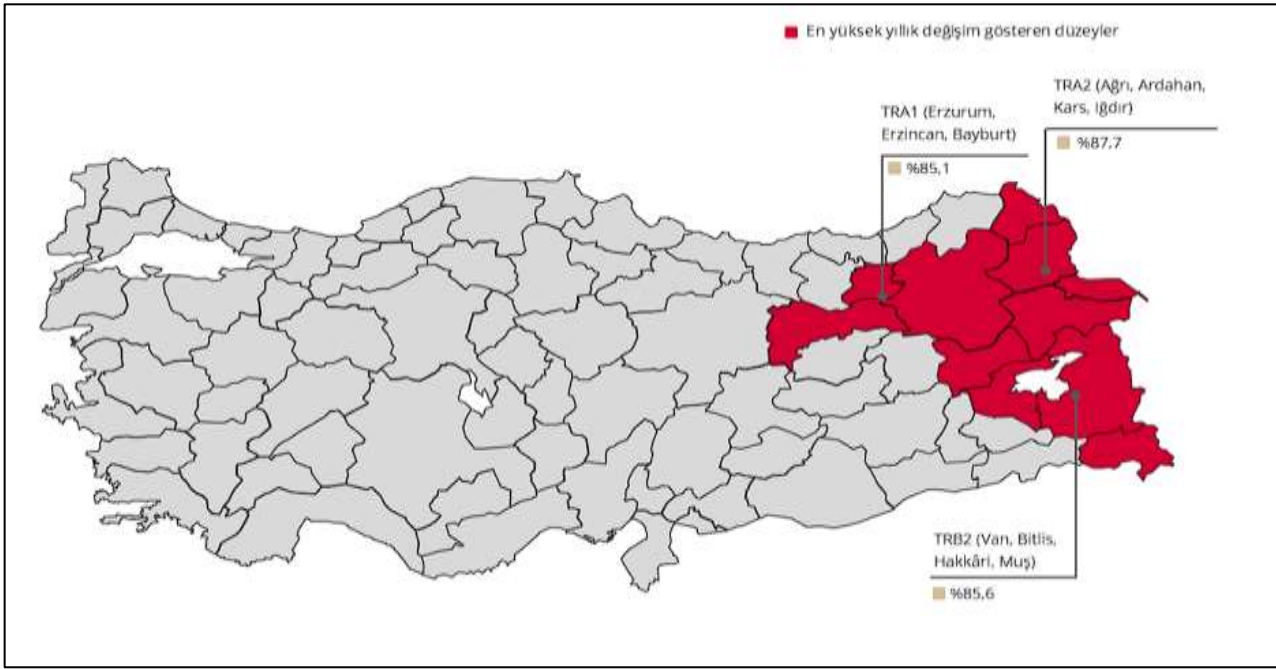 En yüksek yıllık değişim gösteren düzeyler
TRA2 (Ağrı, Ardahan,
Kars, Iğdır)
%87,7
TRA1 (Erzurum,
Erzincan, Bayburt)
%85,1
TRB2 (Van, Bitlis,
Hakkâri, Muş)
%85,6